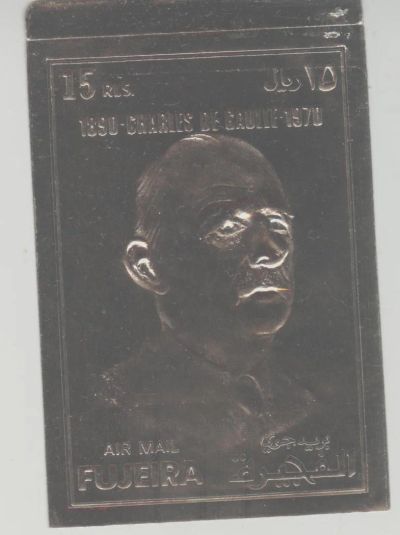 15 RLS. ١٥ ريال
1890-CHARLES DE GAULLE-1970
AIR MAIL بريد جوي
FUJEIRA الفجيرة